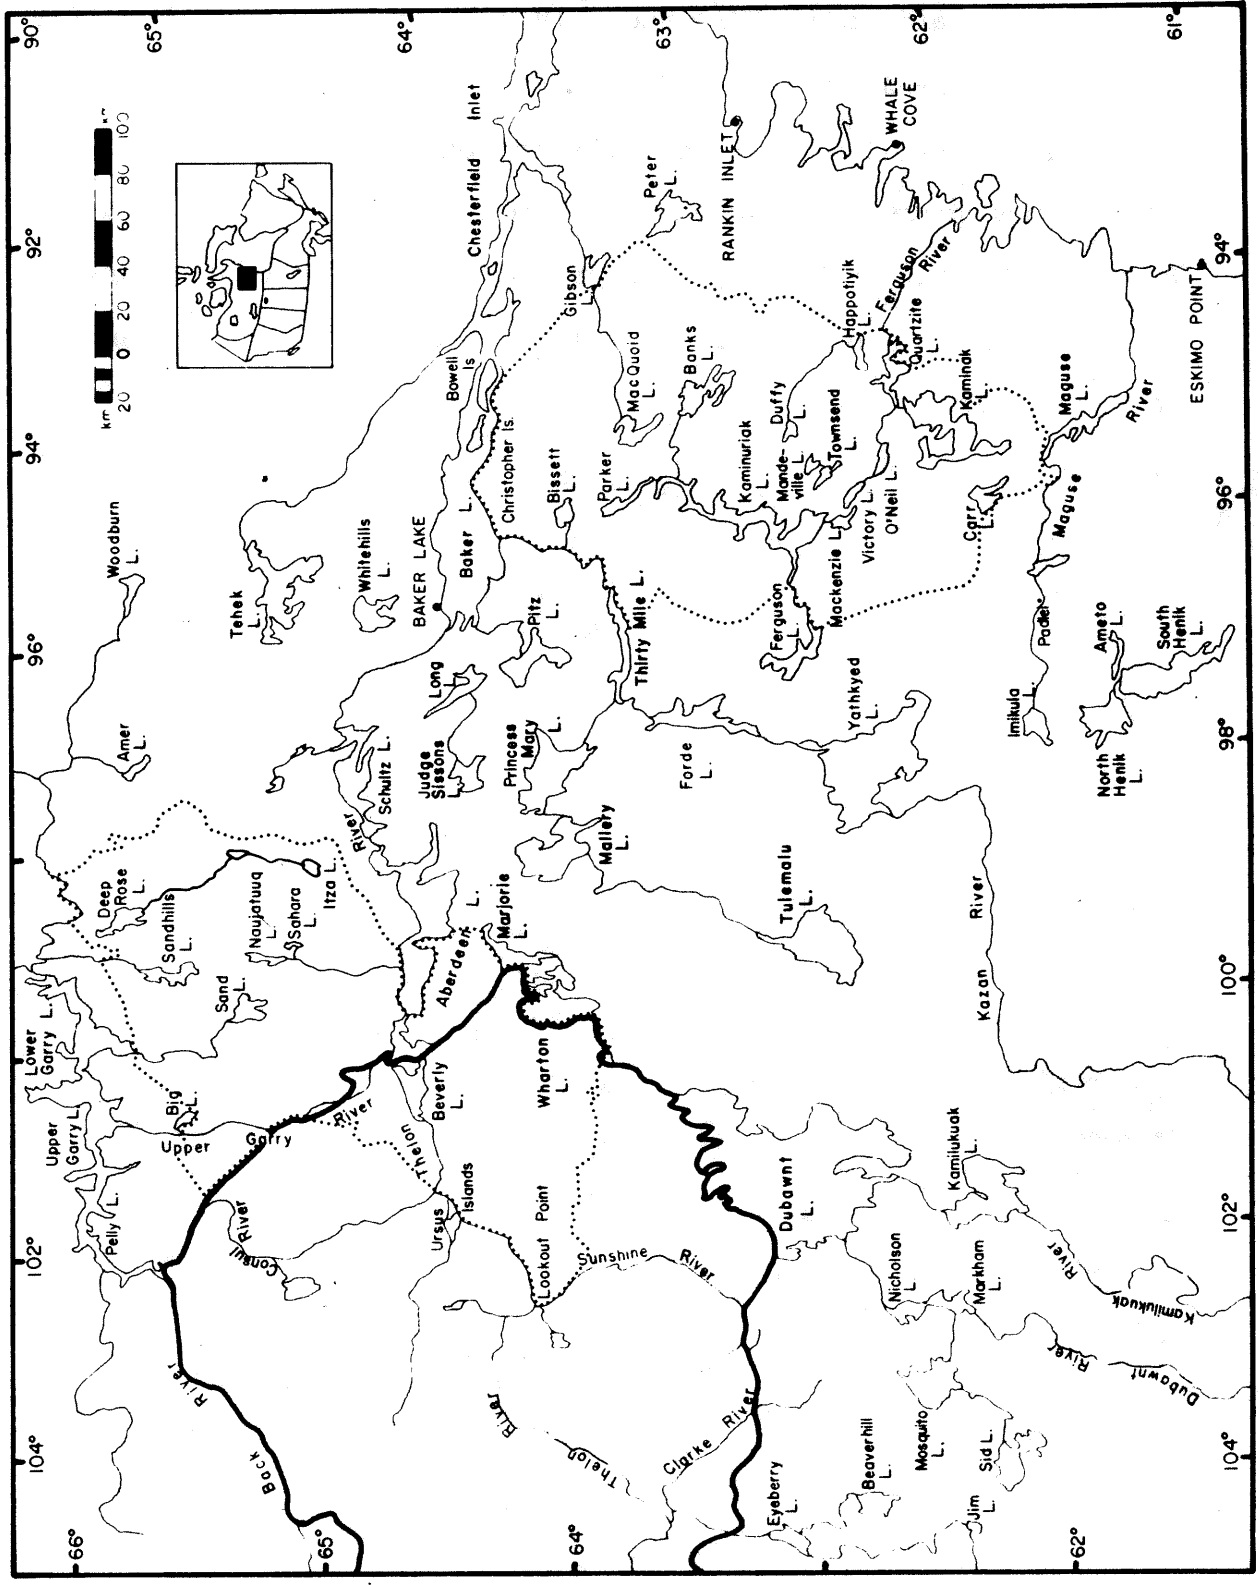 104°
102°
100°
98°
96°
94°
92°
90°
66°
65°
64°
62°
65°
64°
63°
62°
61°
km 20 0 20 40 60 80 100 km
Lower
Garry L.
Upper
Garry L.
Pelly L.
Back
River
Consul
River
Big
L.
Upper
Garry
River
Sand
L.
Deep
Rose
L.
Sandhills
L.
Naujatuuq
L.
Sahara
L.
Itza L.
Amer
L.
Woodburn
L.
Tehek
L.
Whitehills
L.
BAKER LAKE
Baker L.
Schultz L.
River
Long
L.
Judge
Sissons
L.
Aberdeen
L.
Marjorie
L.
Beverly
L.
Thelon
Ursus
Islands
Lookout Point
Sunshine
River
Wharton
L.
Princess
Mary
L.
Pitz
L.
Mallery
L.
Thirty Mile L.
Forde
L.
Bissett
L.
Christopher Is.
Bowell
Is
Chesterfield Inlet
Gibson
L.
MacQuoid
L.
Parker
L.
Banks
L.
Peter
L.
RANKIN INLET
WHALE
COVE
Kaminuriak
L.
Mande-
ville L.
Duffy
L.
Townsend
L.
Happotiyik
L.
Ferguson
River
Quartzite
L.
Kaminak
L.
Ferguson
L.
Mackenzie L.
Victory L.
O'Neil L.
Carr
L.
Maguse
L.
River
Maguse
ESKIMO POINT
Padlei
Imikula
L.
Ameto
L.
South
Henik
L.
North
Henik
L.
Yathkyed
L.
Tulemalu
L.
Kazan River
Dubawnt
L.
Kamilukuak
L.
Nicholson
L.
Markham
L.
River
Kamilukuak
River
Dubawnt
River
Thelon
Clarke River
Eyeberry
L.
Beaverhill
L.
Mosquito
L.
Sid L.
Jim
L.